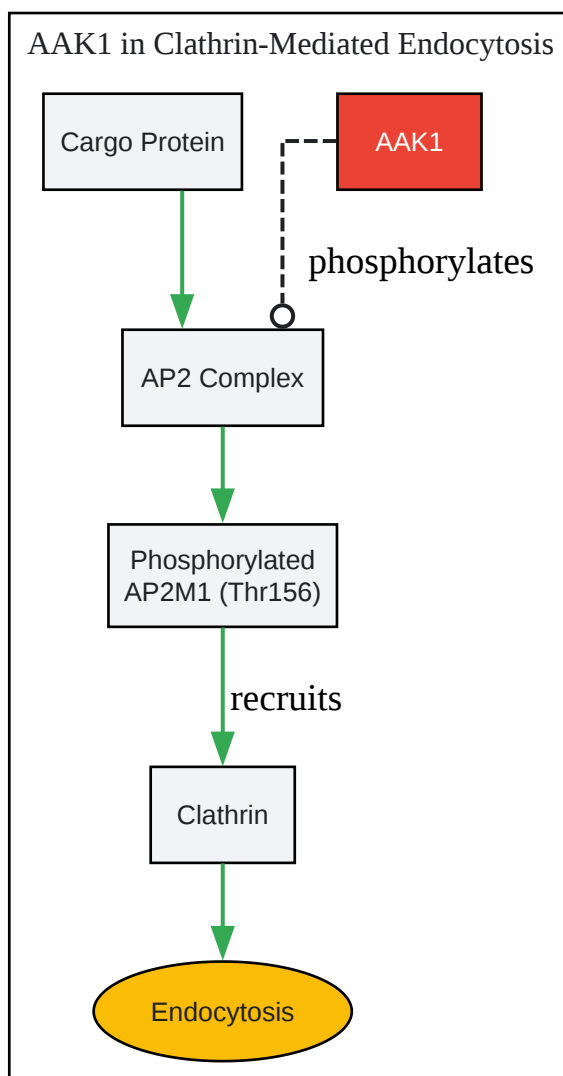 AAK1 in Clathrin-Mediated Endocytosis
Cargo Protein
AAK1
phosphorylates
AP2 Complex
Phosphorylated
AP2M1 (Thr156)
recruits
Clathrin
Endocytosis